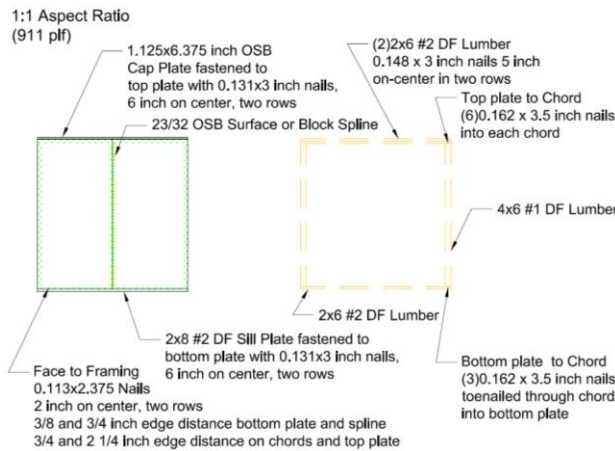 1:1 Aspect Ratio
(911 plf)
1.125x6.375 inch OSB
Cap Plate fastened to
top plate with 0.131x3 inch nails,
6 inch on center, two rows
23/32 OSB Surface or Block Spline
(2)2x6 #2 DF Lumber
0.148 x 3 inch nails 5 inch
on-center in two rows
Top plate to Chord
(6)0.162 x 3.5 inch nails
into each chord
4x6 #1 DF Lumber
2x6 #2 DF Lumber
2x8 #2 DF Sill Plate fastened to
bottom plate with 0.131x3 inch nails,
6 inch on center, two rows
Face to Framing
0.113x2.375 Nails
2 inch on center, two rows
3/8 and 3/4 inch edge distance bottom plate and spline
3/4 and 2 1/4 inch edge distance on chords and top plate
Bottom plate to Chord
(3)0.162 x 3.5 inch nails
toenailed through chord
into bottom plate